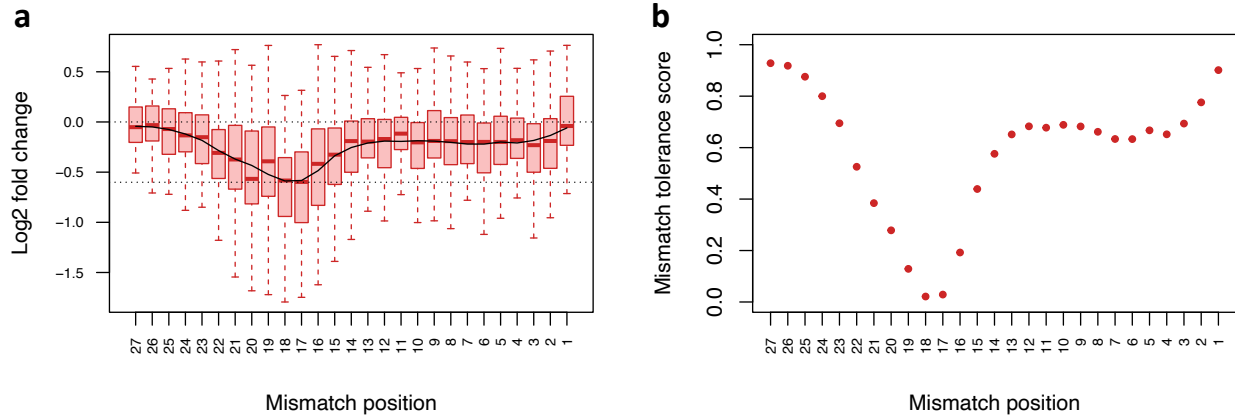 a
Log2 fold change
0.5
0.0
−0.5
−1.0
−1.5
27 26 25 24 23 22 21 20 19 18 17 16 15 14 13 12 11 10 9 8 7 6 5 4 3 2 1
Mismatch position
b
Mismatch tolerance score
1.0
0.8
0.6
0.4
0.2
0.0
27 26 25 24 23 22 21 20 19 18 17 16 15 14 13 12 11 10 9 8 7 6 5 4 3 2 1
Mismatch position